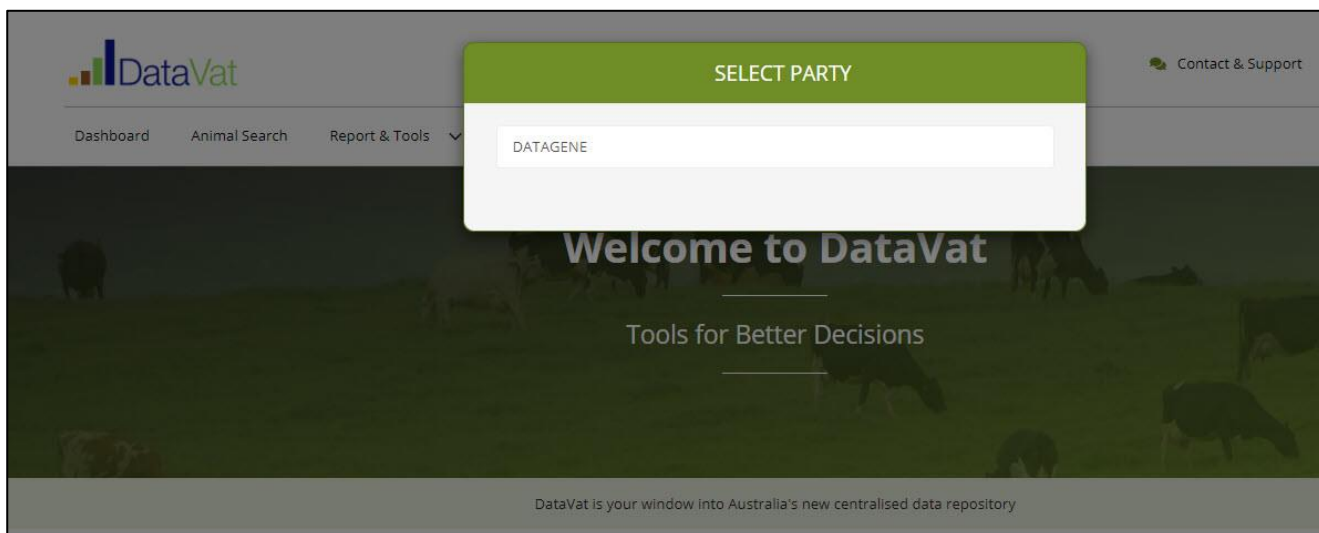 DataVat
SELECT PARTY
Contact & Support
Dashboard Animal Search Report & Tools
DATAGENE
Welcome to DataVat
Tools for Better Decisions
DataVat is your window into Australia's new centralised data repository